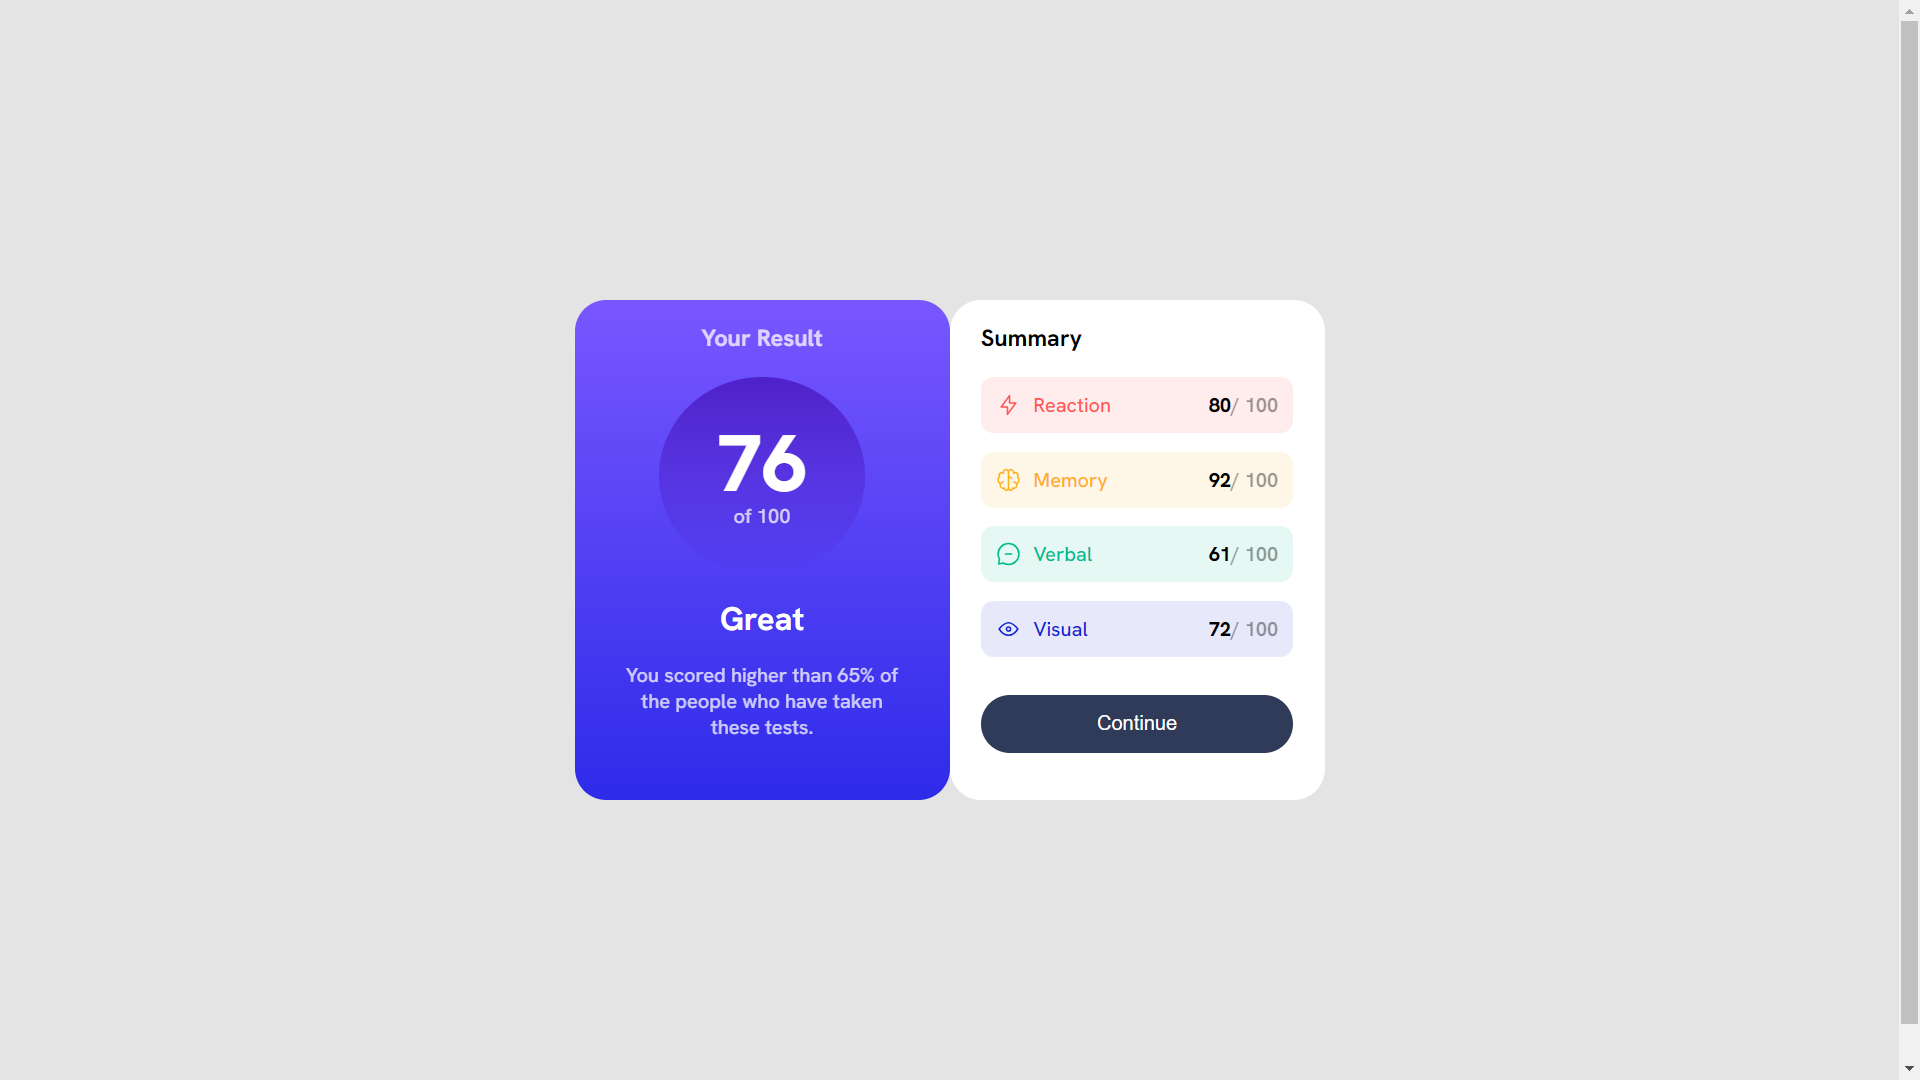 Your Result
76
of 100
Great
You scored higher than 65% of
the people who have taken
these tests.
Summary
Reaction 80/ 100
Memory 92/ 100
Verbal 61/ 100
Visual 72/ 100
Continue